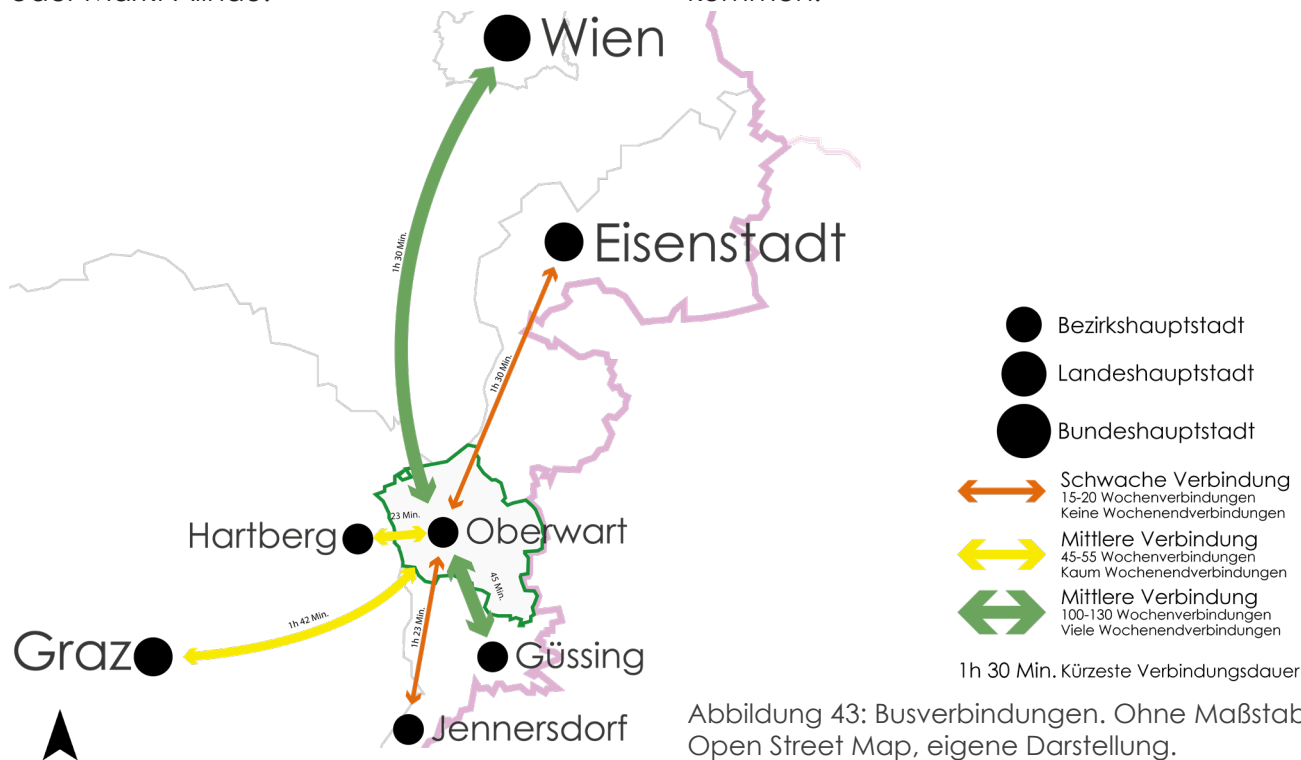 Wien
Eisenstadt
1h 30 Min.
1h 30 Min.
Bezirkshauptstadt
Landeshauptstadt
Bundeshauptstadt
Schwache Verbindung
15-20 Wochenverbindungen
Keine Wochenendverbindungen
Mittlere Verbindung
45-55 Wochenverbindungen
Kaum Wochenendverbindungen
Mittlere Verbindung
100-130 Wochenverbindungen
Viele Wochenendverbindungen
1h 30 Min. Kürzeste Verbindungsdauer
23 Min.
Hartberg
Oberwart
45 Min.
1h 42 Min.
1h 23 Min.
Graz
Güssing
Jennersdorf
Abbildung 43: Busverbindungen. Ohne Maßstab
Open Street Map, eigene Darstellung.